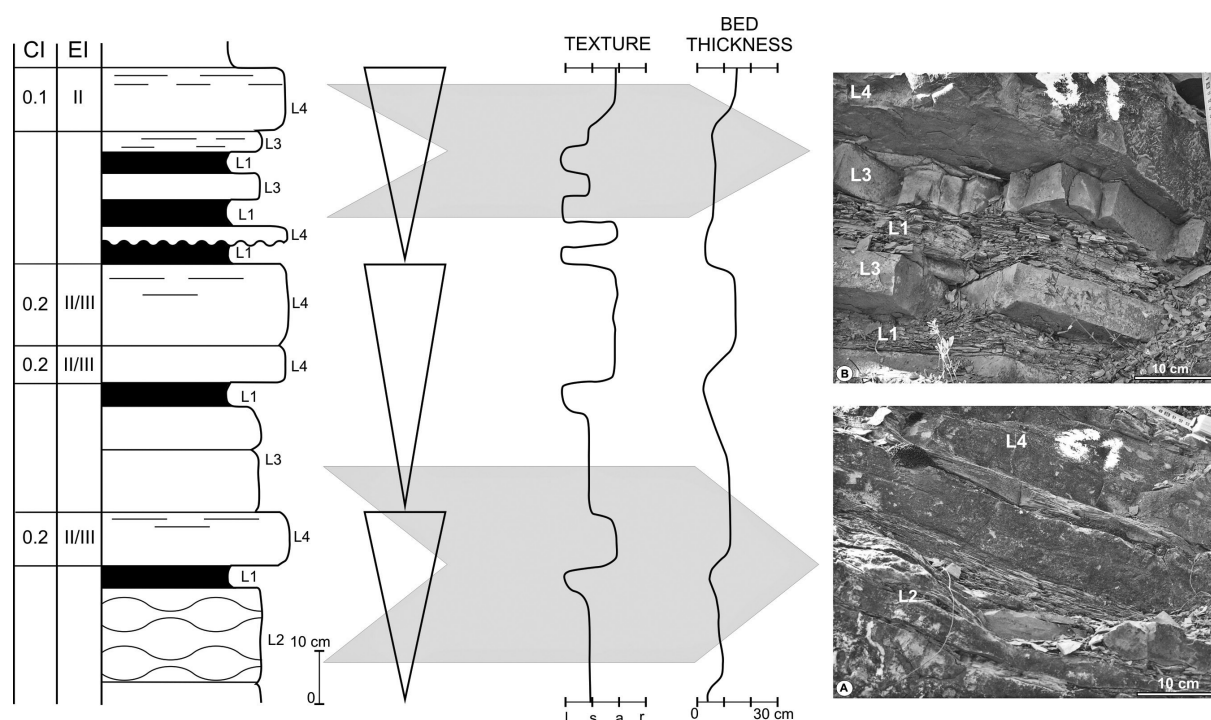 CI EI
TEXTURE
BED
THICKNESS
0.1 II
L4
L3
L1
L3
L1
L4
L1
0.2 II/III
L4
0.2 II/III
L4
L1
L3
0.2 II/III
L4
L1
L2
10 cm
0
l s a r
0 30 cm
L4
L3
L1
L3
L1
B
10 cm
L4
G1
L2
A
10 cm